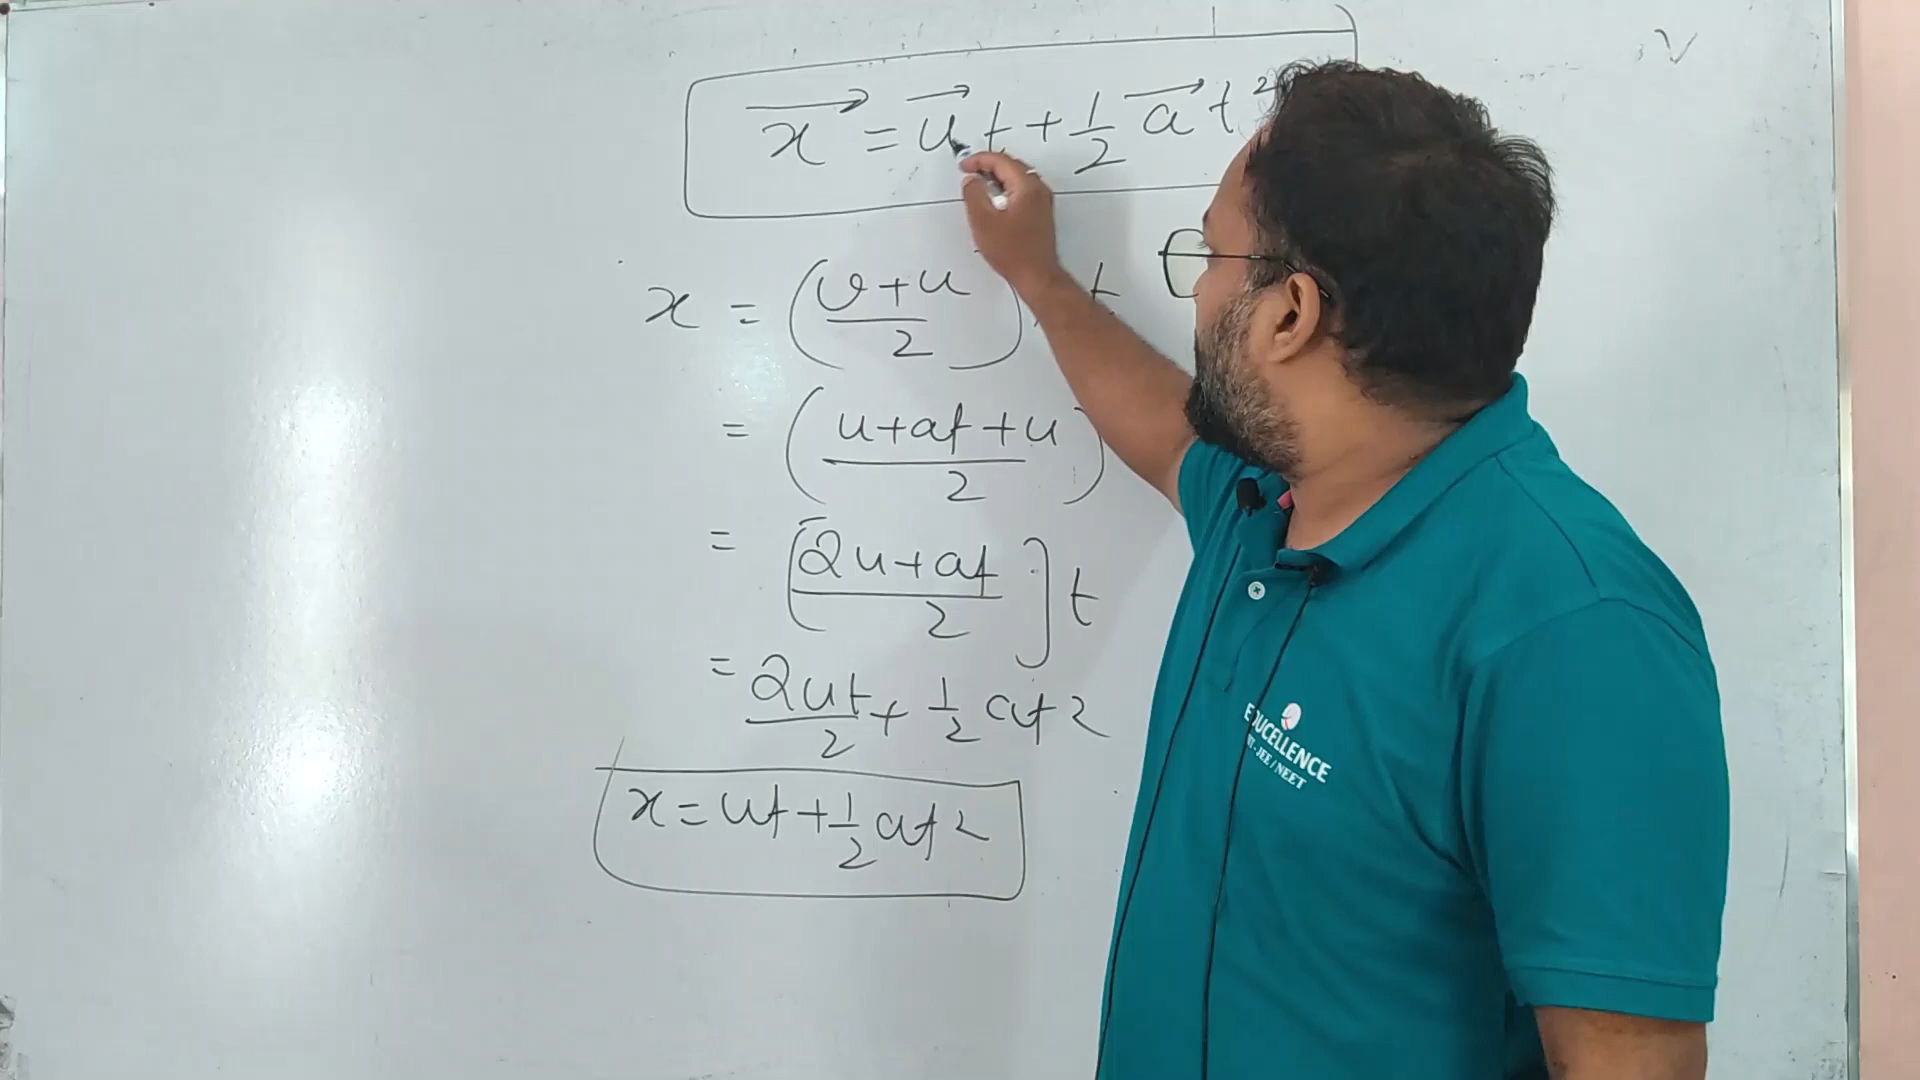 x⃗ = u⃗ t + 1/2 a⃗ t²
x = (v+u / 2) t
= (u+at+u / 2)
= [2u+at / 2] t
= 2ut/2 + 1/2 at2
x = ut + 1/2 at2
EDUCELLENCE
JEE / NEET